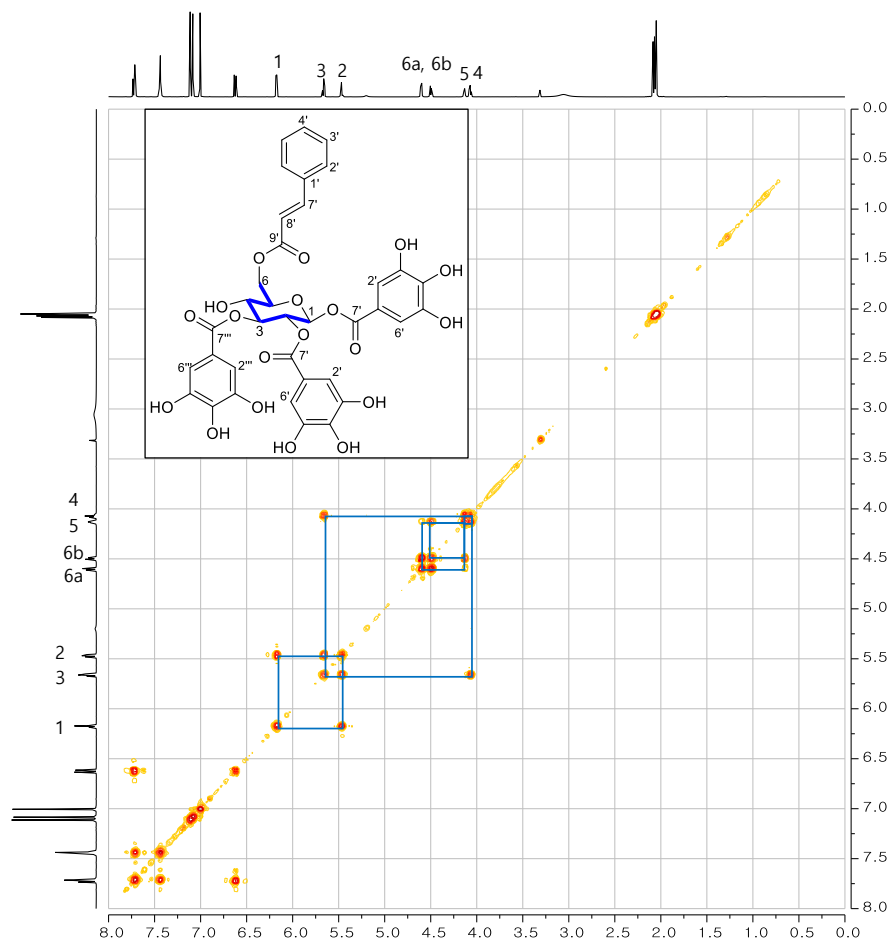 1 3 2 6a, 6b 5 4
4'
3'
2'
1'
7'
8'
9'
O O
6
HO O 1 O 7' O
3 O O
7''' O
O O 7' O
2' OH
OH
6' OH
6''' 2'''
HO OH
OH
6' 2'
OH
HO OH
4
5
6b
6a
2
3
1
0.0
0.5
1.0
1.5
2.0
2.5
3.0
3.5
4.0
4.5
5.0
5.5
6.0
6.5
7.0
7.5
8.0
8.0 7.5 7.0 6.5 6.0 5.5 5.0 4.5 4.0 3.5 3.0 2.5 2.0 1.5 1.0 0.5 0.0